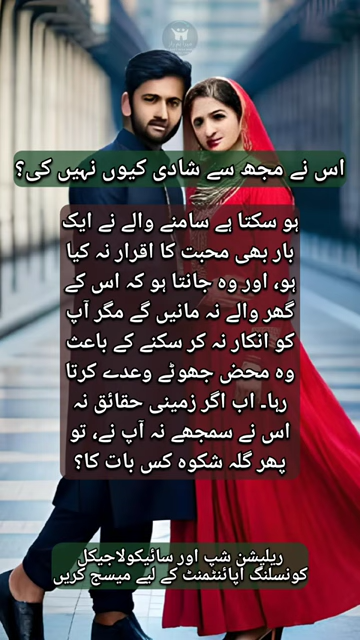 اس نے مجھ سے شادی کیوں نہیں کی؟
ہو سکتا ہے سامنے والے نے ایک
بار بھی محبت کا اقرار نہ کیا
ہو، اور وہ جانتا ہو کہ اس کے
گھر والے نہ مانیں گے مگر آپ
کو انکار نہ کر سکنے کے باعث
وہ محض جھوٹے وعدے کرتا
رہا۔ اب اگر زمینی حقائق نہ
اس نے سمجھے نہ آپ نے، تو
پھر گلہ شکوہ کس بات کا؟
ریلیشن شپ اور سائیکولاجیکل
کونسلنگ اپائنٹمنٹ کے لیے میسج کریں